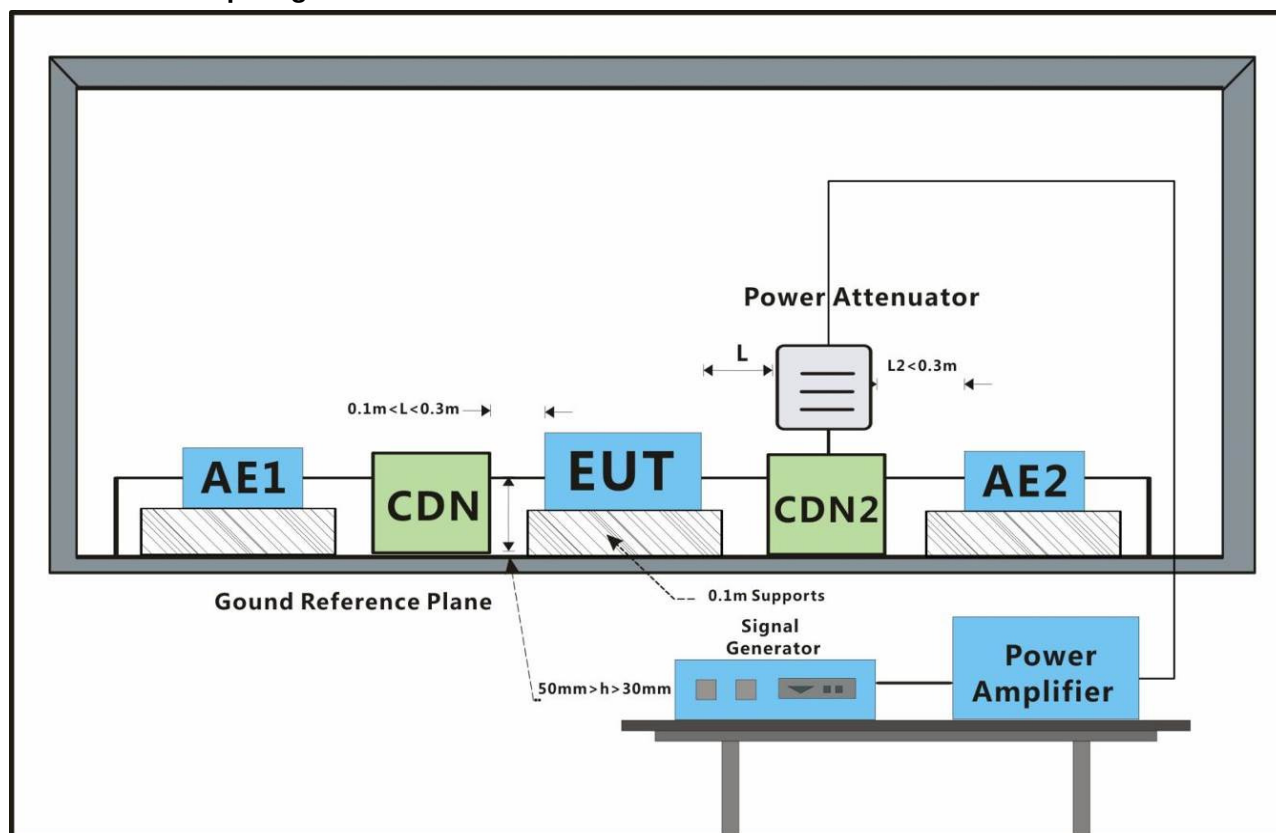 Power Attenuator
L
L2<0.3m
0.1m<L<0.3m
AE1
CDN
EUT
CDN2
AE2
Gound Reference Plane
0.1m Supports
Signal
Generator
Power
Amplifier
50mm>h>30mm